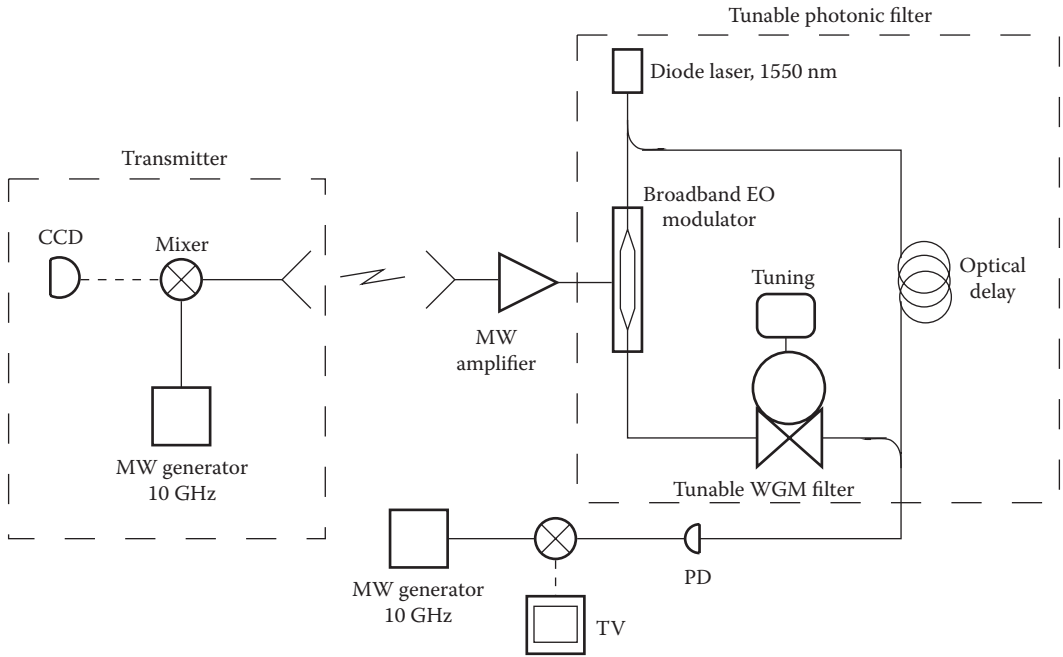 Tunable photonic filter
Diode laser, 1550 nm
Transmitter
Broadband EO
modulator
CCD
Mixer
Tuning
Optical
delay
MW
amplifier
MW generator
10 GHz
Tunable WGM filter
MW generator
10 GHz
PD
TV